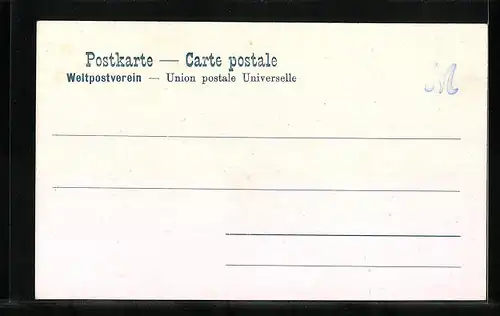 Postkarte — Carte postale
Weltpostverein — Union postale Universelle